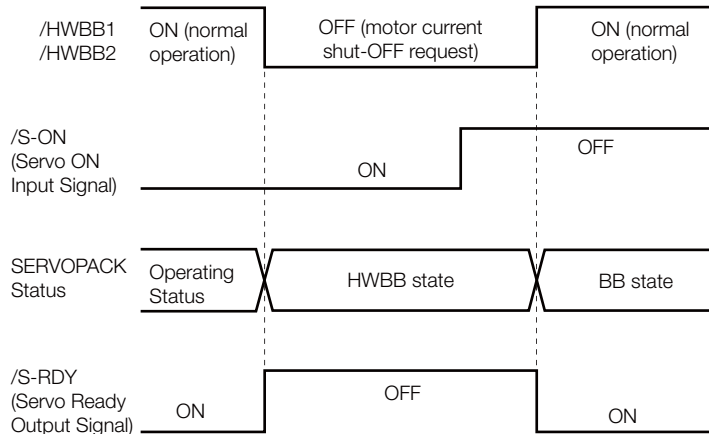 /HWBB1
/HWBB2
ON (normal
operation)
OFF (motor current
shut-OFF request)
ON (normal
operation)
/S-ON
(Servo ON
Input Signal)
ON
OFF
SERVOPACK
Status
Operating
Status
HWBB state
BB state
/S-RDY
(Servo Ready
Output Signal)
ON
OFF
ON